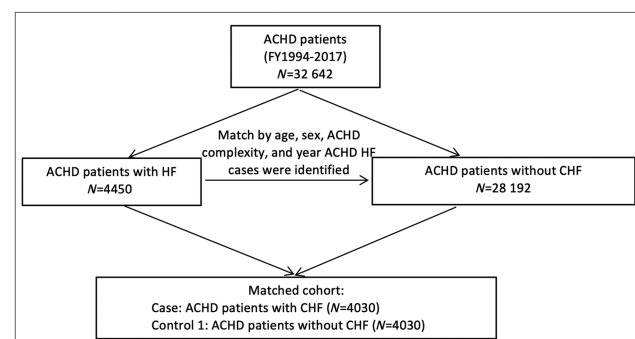 ACHD patients
(FY1994-2017)
N=32 642
Match by age, sex, ACHD
complexity, and year ACHD HF
cases were identified
ACHD patients with HF
N=4450
ACHD patients without CHF
N=28 192
Matched cohort:
Case: ACHD patients with CHF (N=4030)
Control 1: ACHD patients without CHF (N=4030)